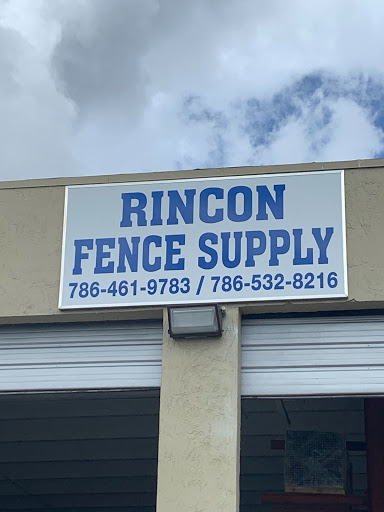 RINCON
FENCE SUPPLY
786-461-9783 / 786-532-8216